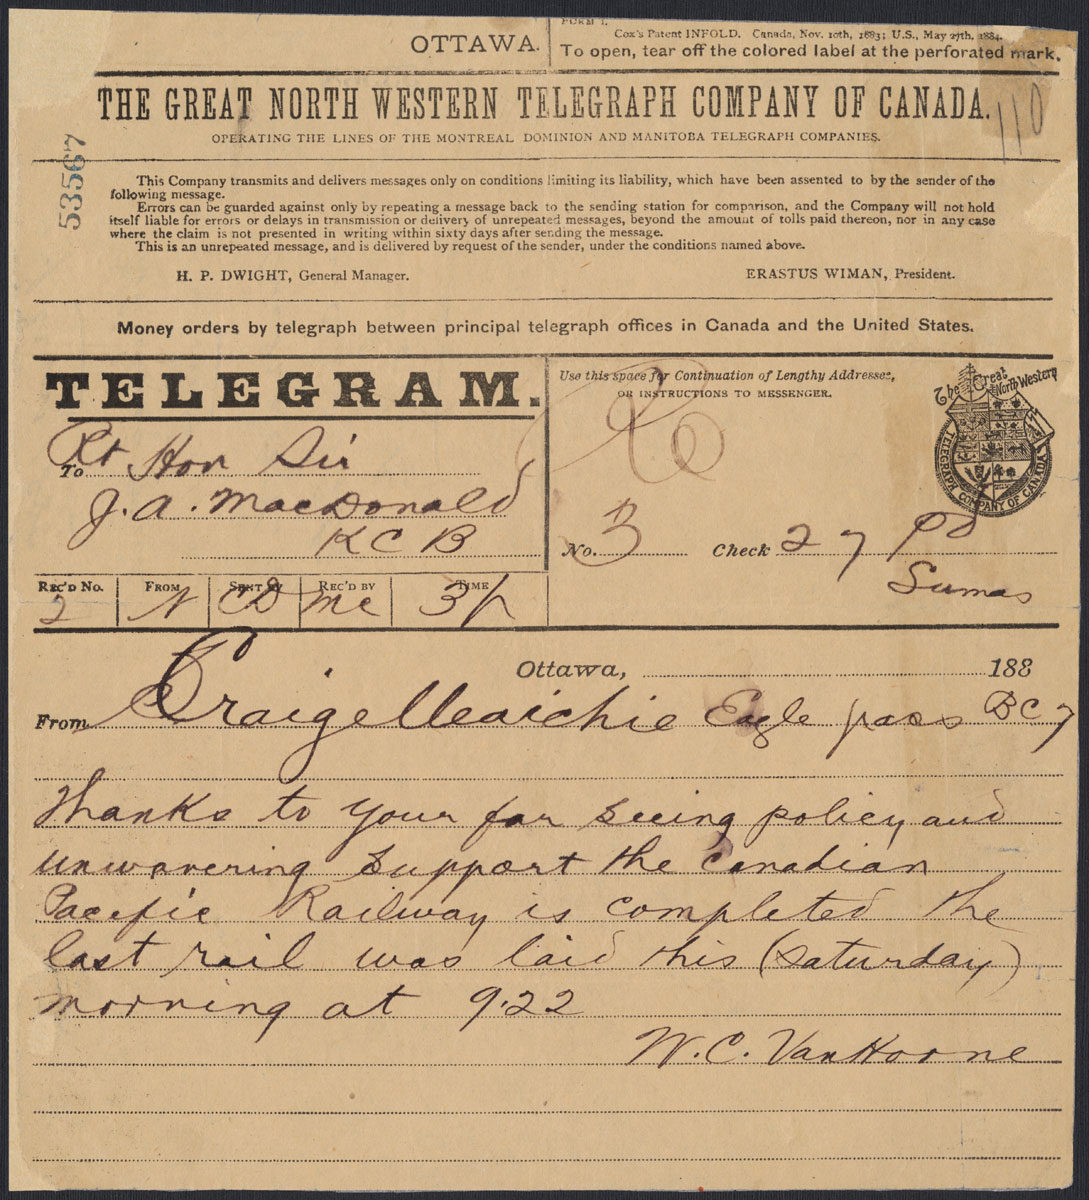 FORM 1.
OTTAWA.
Cox's Patent INFOLD. Canada, Nov. 10th, 1883; U.S., May 27th, 1884.
To open, tear off the colored label at the perforated mark.
THE GREAT NORTH WESTERN TELEGRAPH COMPANY OF CANADA.
110
OPERATING THE LINES OF THE MONTREAL DOMINION AND MANITOBA TELEGRAPH COMPANIES.
53567
This Company transmits and delivers messages only on conditions limiting its liability, which have been assented to by the sender of the
following message.
Errors can be guarded against only by repeating a message back to the sending station for comparison, and the Company will not hold
itself liable for errors or delays in transmission or delivery of unrepeated messages, beyond the amount of tolls paid thereon, nor in any case
where the claim is not presented in writing within sixty days after sending the message.
This is an unrepeated message, and is delivered by request of the sender, under the conditions named above.
H. P. DWIGHT, General Manager.
ERASTUS WIMAN, President.
Money orders by telegraph between principal telegraph offices in Canada and the United States.
TELEGRAM.
To Rt Hon Sir
J. A. MacDonald
K C B
Use this space for Continuation of Lengthy Addresses,
OR INSTRUCTIONS TO MESSENGER.
The Great North Western
TELEGRAPH COMPANY OF CANADA
No. 3 Check 27 Pd
Sumas
REC'D No. FROM SENT BY REC'D BY TIME
2 N CD Mc 3p
Ottawa, 188
From Craigelleaichie Eagle pass BC 7
Thanks to your far seeing policy and
unwavering support the Canadian
Pacific Railway is completed the
last rail was laid this (Saturday)
morning at 9.22
W. C. Van Horne